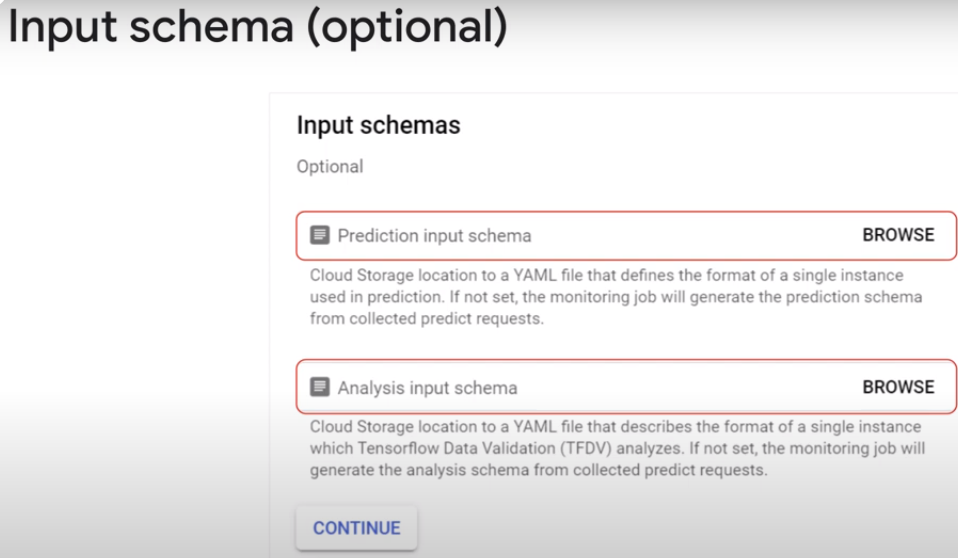 Input schema (optional)
Input schemas
Optional
Prediction input schema
BROWSE
Cloud Storage location to a YAML file that defines the format of a single instance
used in prediction. If not set, the monitoring job will generate the prediction schema
from collected predict requests.
Analysis input schema
BROWSE
Cloud Storage location to a YAML file that describes the format of a single instance
which Tensorflow Data Validation (TFDV) analyzes. If not set, the monitoring job will
generate the analysis schema from collected predict requests.
CONTINUE